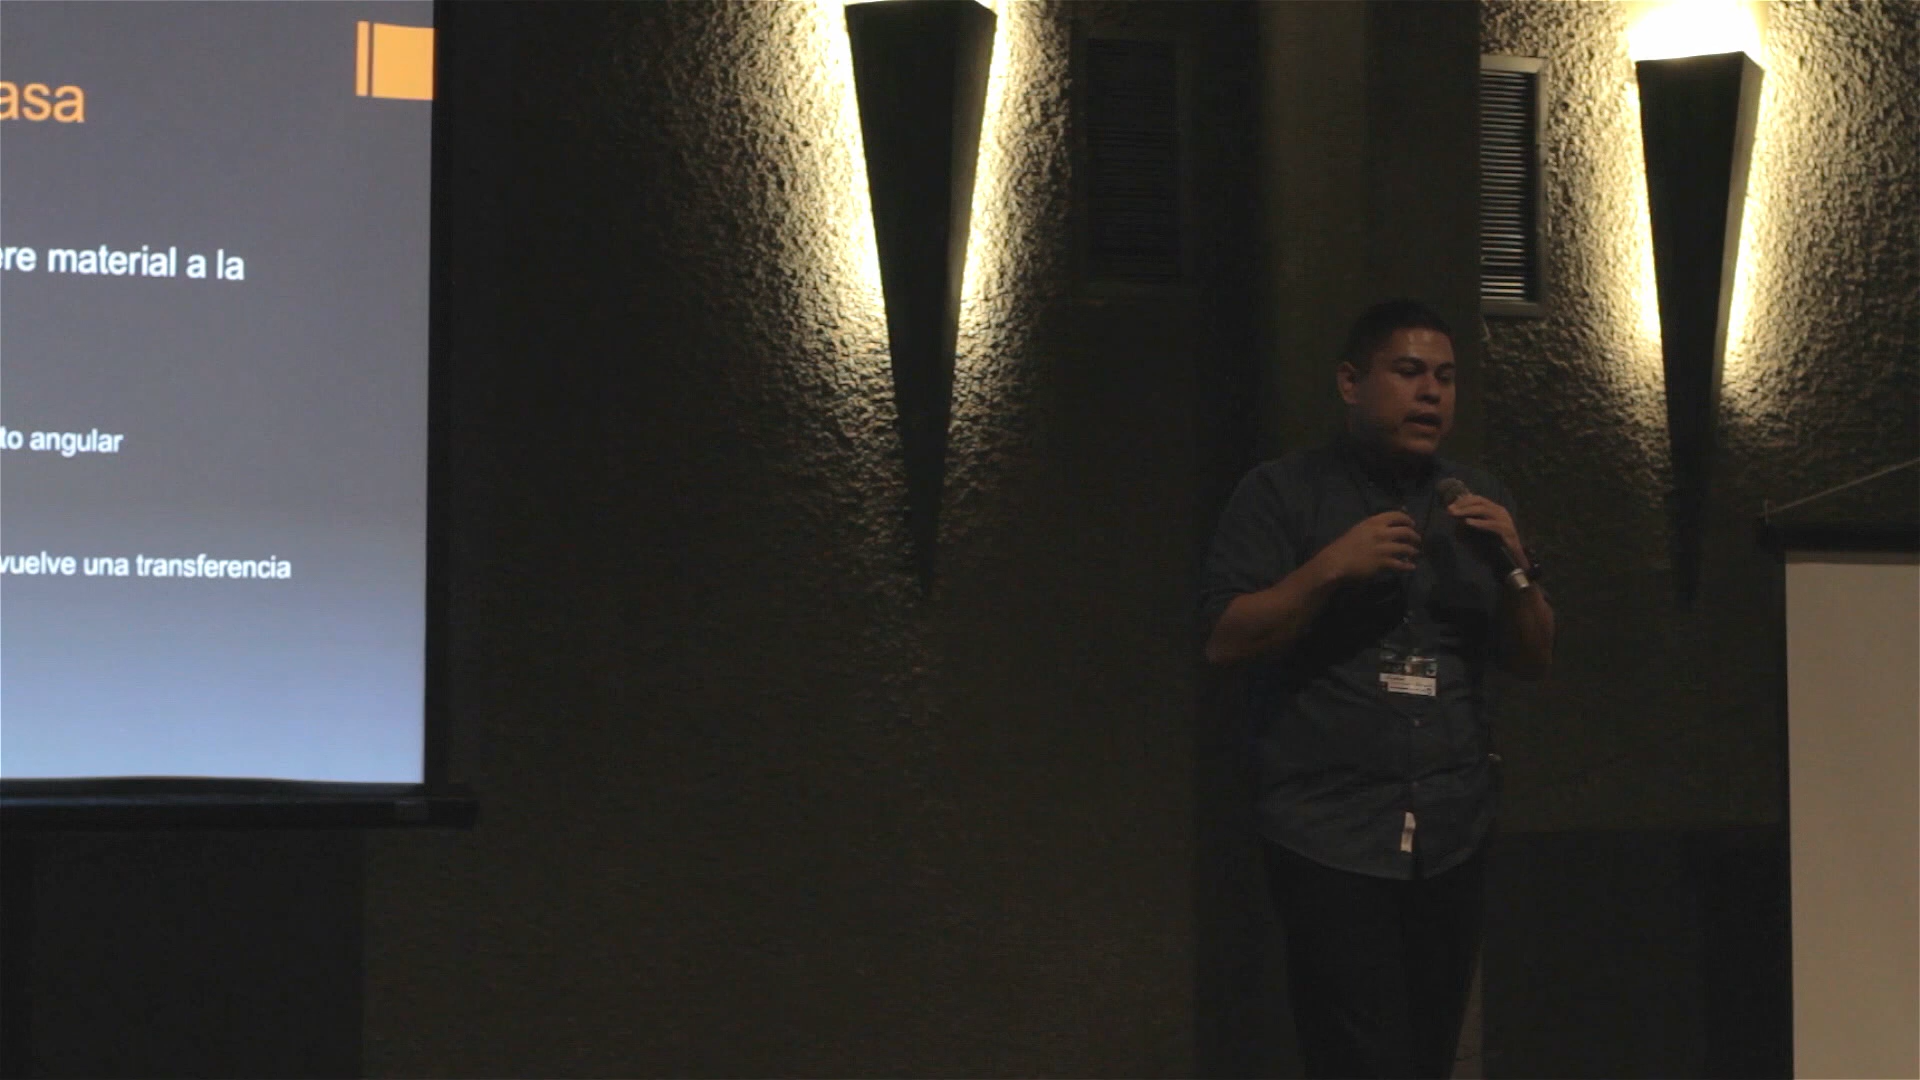 asa
ere material a la
to angular
vuelve una transferencia